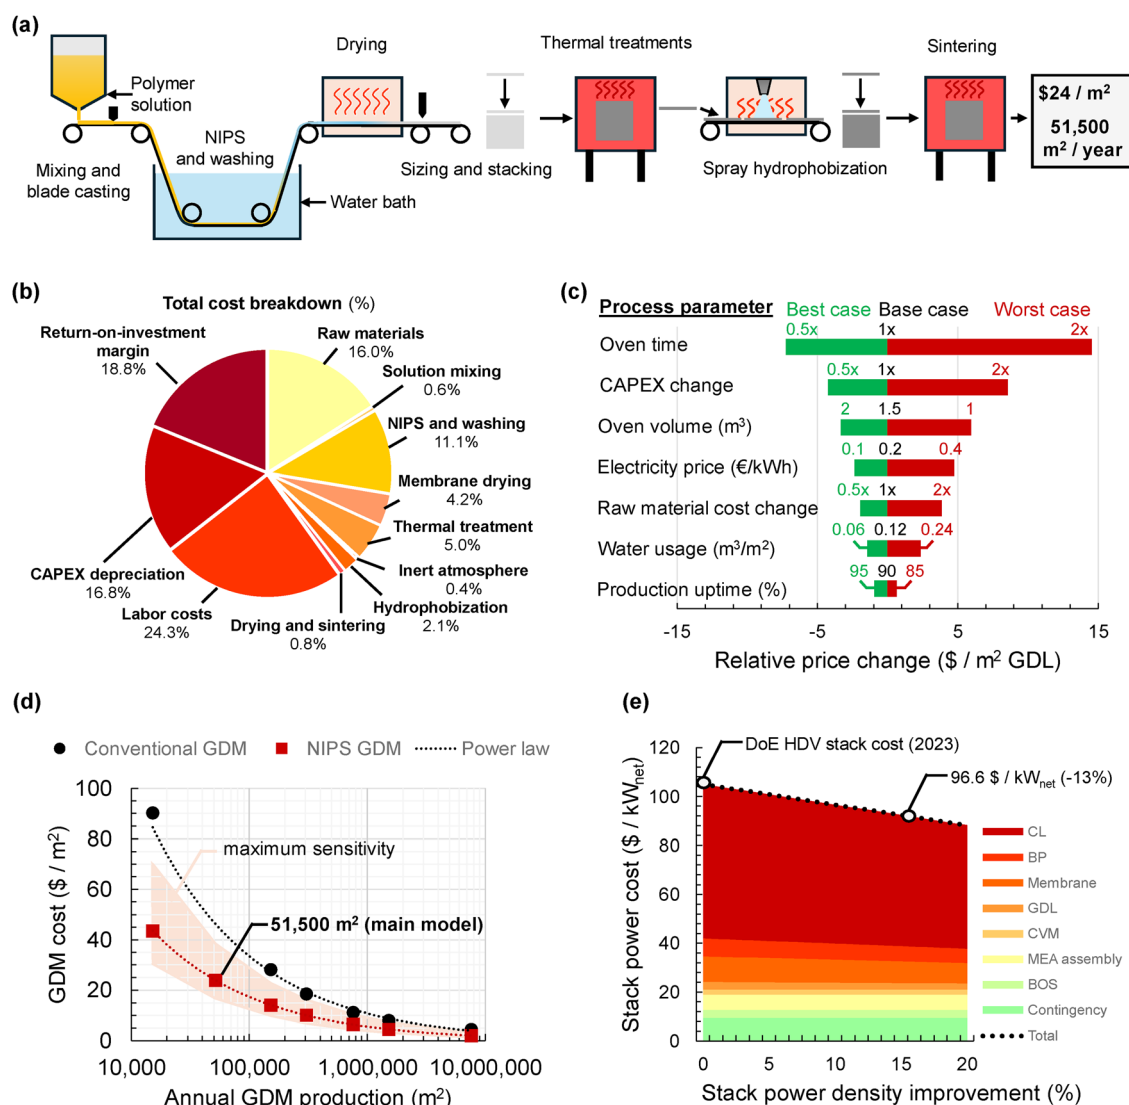 (a)
Polymer
solution
Mixing and
blade casting
NIPS
and washing
Water bath
Drying
Sizing and stacking
Thermal treatments
Spray hydrophobization
Sintering
$24 / m²
51,500
m² / year
(b)
Total cost breakdown (%)
Return-on-investment
margin
18.8%
Raw materials
16.0%
Solution mixing
0.6%
NIPS and washing
11.1%
Membrane drying
4.2%
Thermal treatment
5.0%
Inert atmosphere
0.4%
Hydrophobization
2.1%
Drying and sintering
0.8%
Labor costs
24.3%
CAPEX depreciation
16.8%
(c)
Process parameter Best case Base case Worst case
0.5x 1x 2x
Oven time
0.5x 1x 2x
CAPEX change
2 1.5 1
Oven volume (m³)
0.1 0.2 0.4
Electricity price (€/kWh)
0.5x 1x 2x
Raw material cost change
0.06 0.12 0.24
Water usage (m³/m²)
95 90 85
Production uptime (%)
-15 -5 5 15
Relative price change ($ / m² GDL)
(d)
Conventional GDM NIPS GDM Power law
GDM cost ($ / m²)
100
80
60
40
20
0
maximum sensitivity
51,500 m² (main model)
10,000 100,000 1,000,000 10,000,000
Annual GDM production (m²)
(e)
Stack power cost ($ / kWnet)
120
100
80
60
40
20
0
DoE HDV stack cost (2023)
96.6 $ / kWnet (-13%)
CL
BP
Membrane
GDL
CVM
MEA assembly
BOS
Contingency
Total
0 5 10 15 20
Stack power density improvement (%)